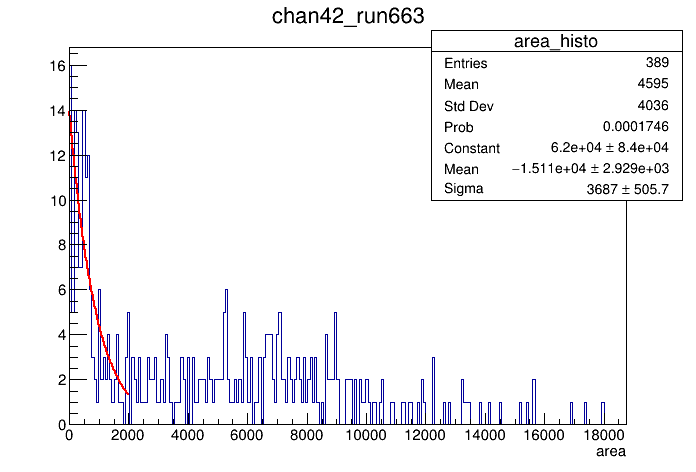 chan42_run663
area_histo
Entries 389
Mean 4595
Std Dev 4036
Prob 0.0001746
Constant 6.2e+04 ± 8.4e+04
Mean −1.511e+04 ± 2.929e+03
Sigma 3687 ± 505.7
16
14
12
10
8
6
4
2
0
0 2000 4000 6000 8000 10000 12000 14000 16000 18000
area